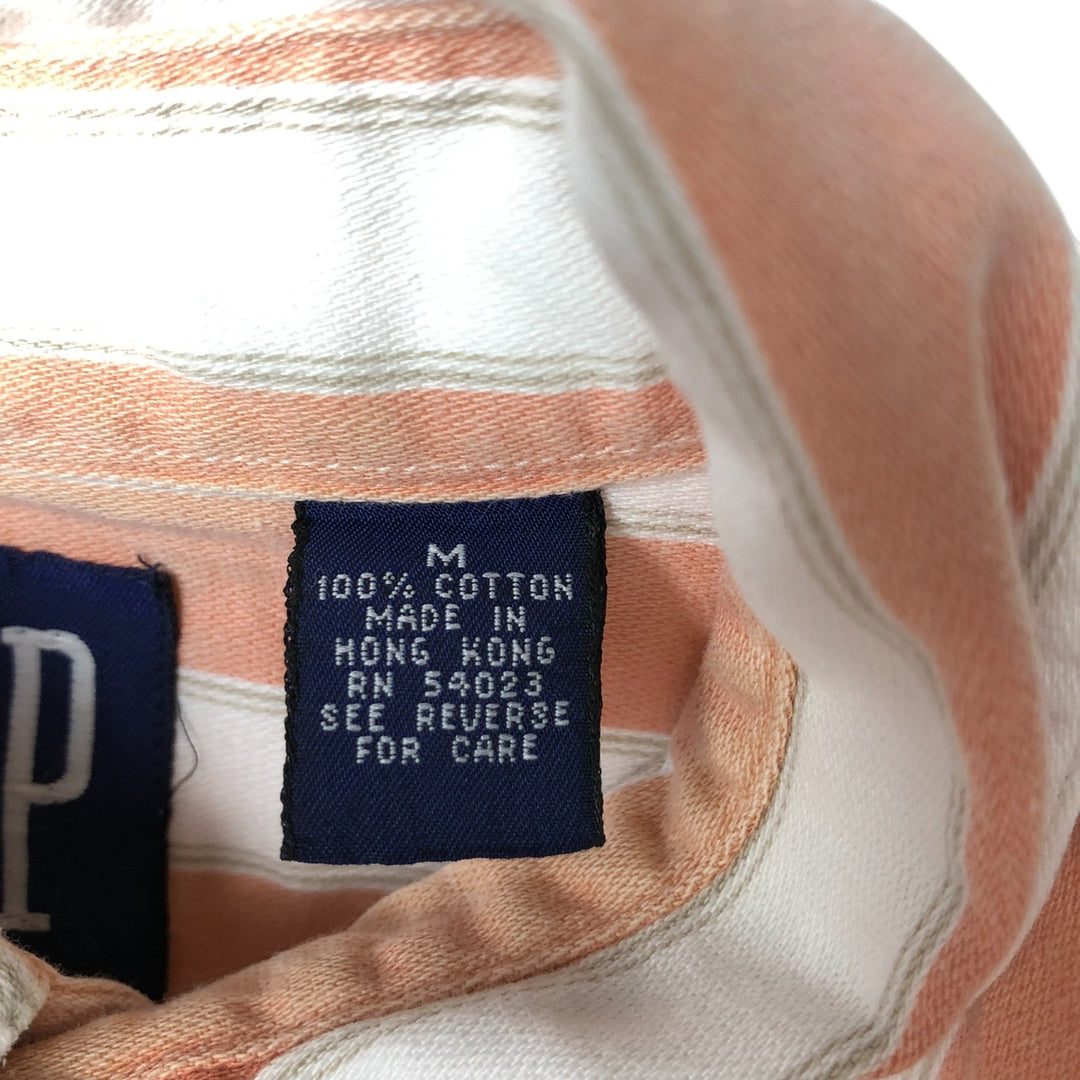 P
M
100% COTTON
MADE IN
HONG KONG
RN 54023
SEE REVERSE
FOR CARE